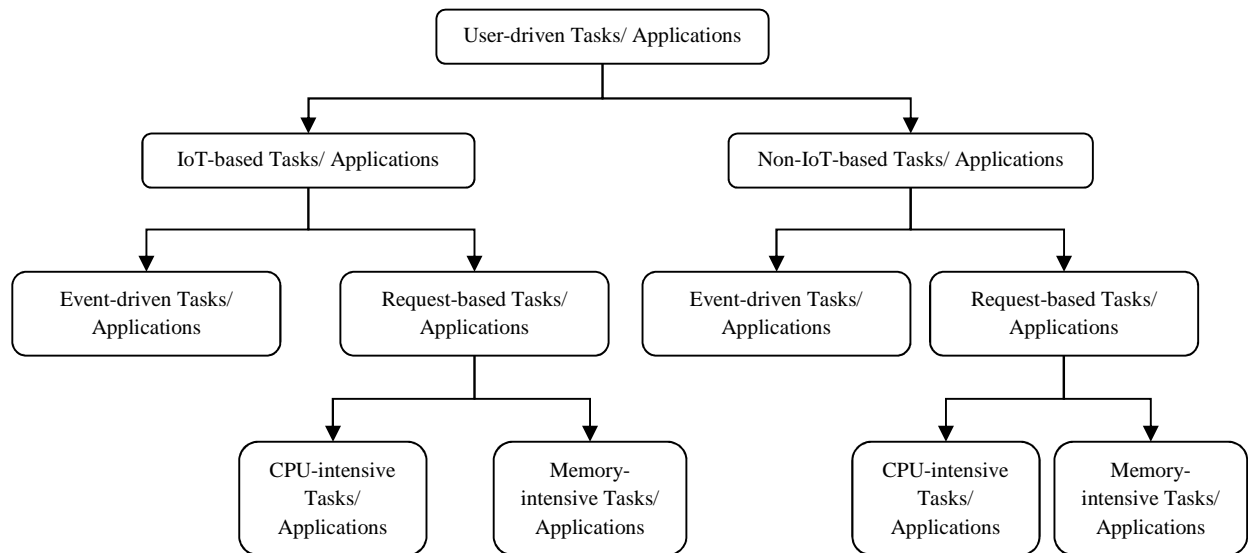 User-driven Tasks/ Applications
IoT-based Tasks/ Applications
Non-IoT-based Tasks/ Applications
Event-driven Tasks/
Applications
Request-based Tasks/
Applications
Event-driven Tasks/
Applications
Request-based Tasks/
Applications
CPU-intensive
Tasks/
Applications
Memory-
intensive Tasks/
Applications
CPU-intensive
Tasks/
Applications
Memory-
intensive Tasks/
Applications